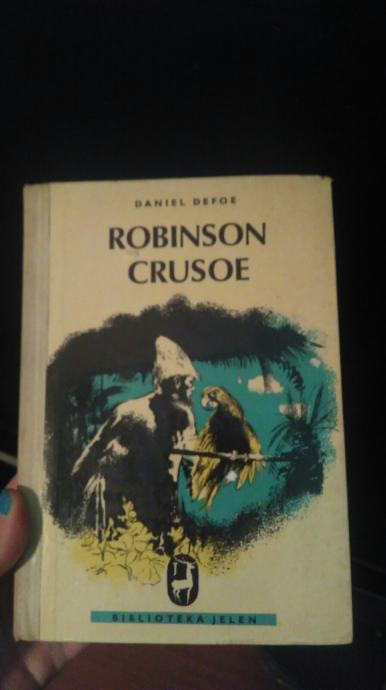 DANIEL DEFOE
ROBINSON
CRUSOE
BIBLIOTEKA JELEN